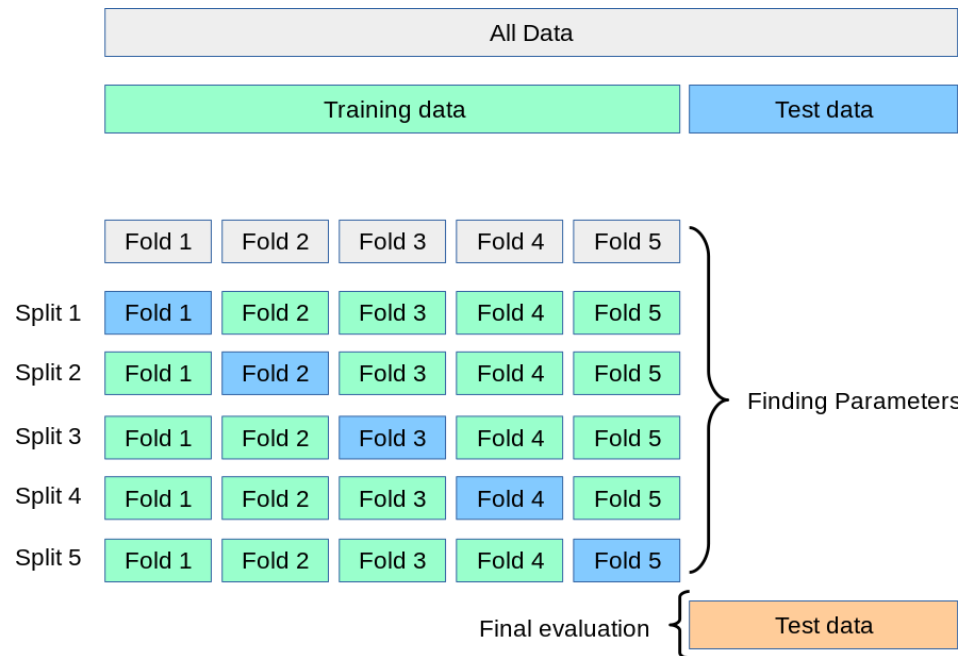 All Data
Training data Test data
Fold 1 Fold 2 Fold 3 Fold 4 Fold 5
Split 1 Fold 1 Fold 2 Fold 3 Fold 4 Fold 5
Split 2 Fold 1 Fold 2 Fold 3 Fold 4 Fold 5
Finding Parameters
Split 3 Fold 1 Fold 2 Fold 3 Fold 4 Fold 5
Split 4 Fold 1 Fold 2 Fold 3 Fold 4 Fold 5
Split 5 Fold 1 Fold 2 Fold 3 Fold 4 Fold 5
Final evaluation Test data